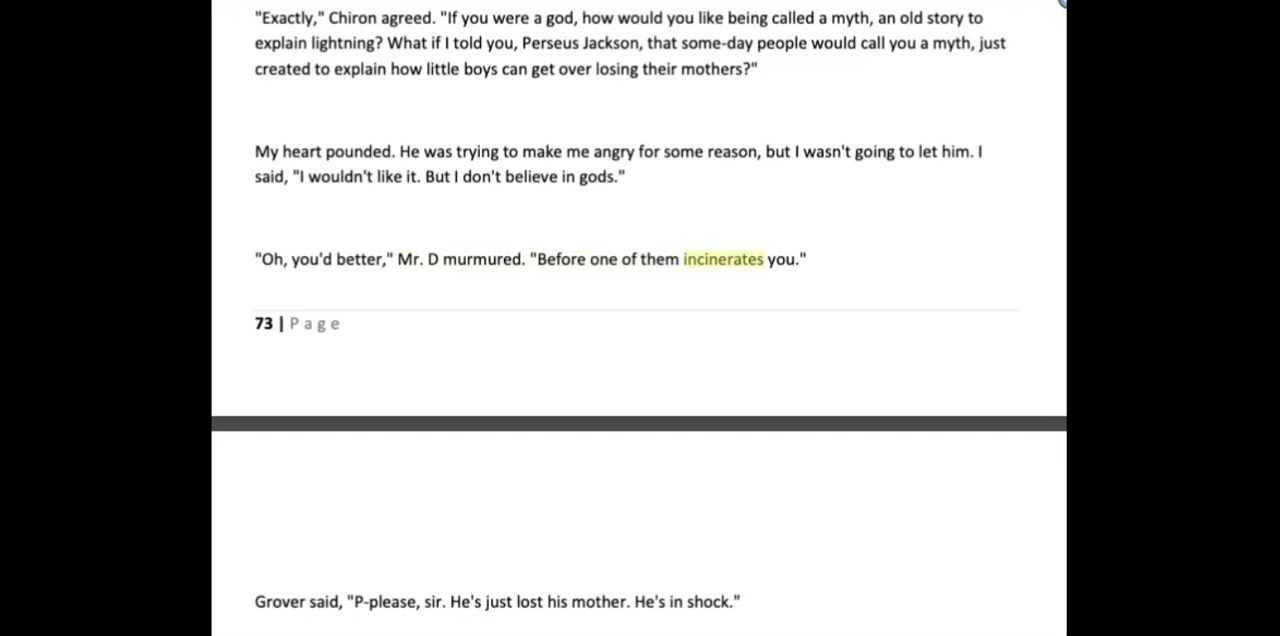 "Exactly," Chiron agreed. "If you were a god, how would you like being called a myth, an old story to
explain lightning? What if I told you, Perseus Jackson, that some-day people would call you a myth, just
created to explain how little boys can get over losing their mothers?"
My heart pounded. He was trying to make me angry for some reason, but I wasn't going to let him. I
said, "I wouldn't like it. But I don't believe in gods."
"Oh, you'd better," Mr. D murmured. "Before one of them incinerates you."
73 | P a g e
Grover said, "P-please, sir. He's just lost his mother. He's in shock."